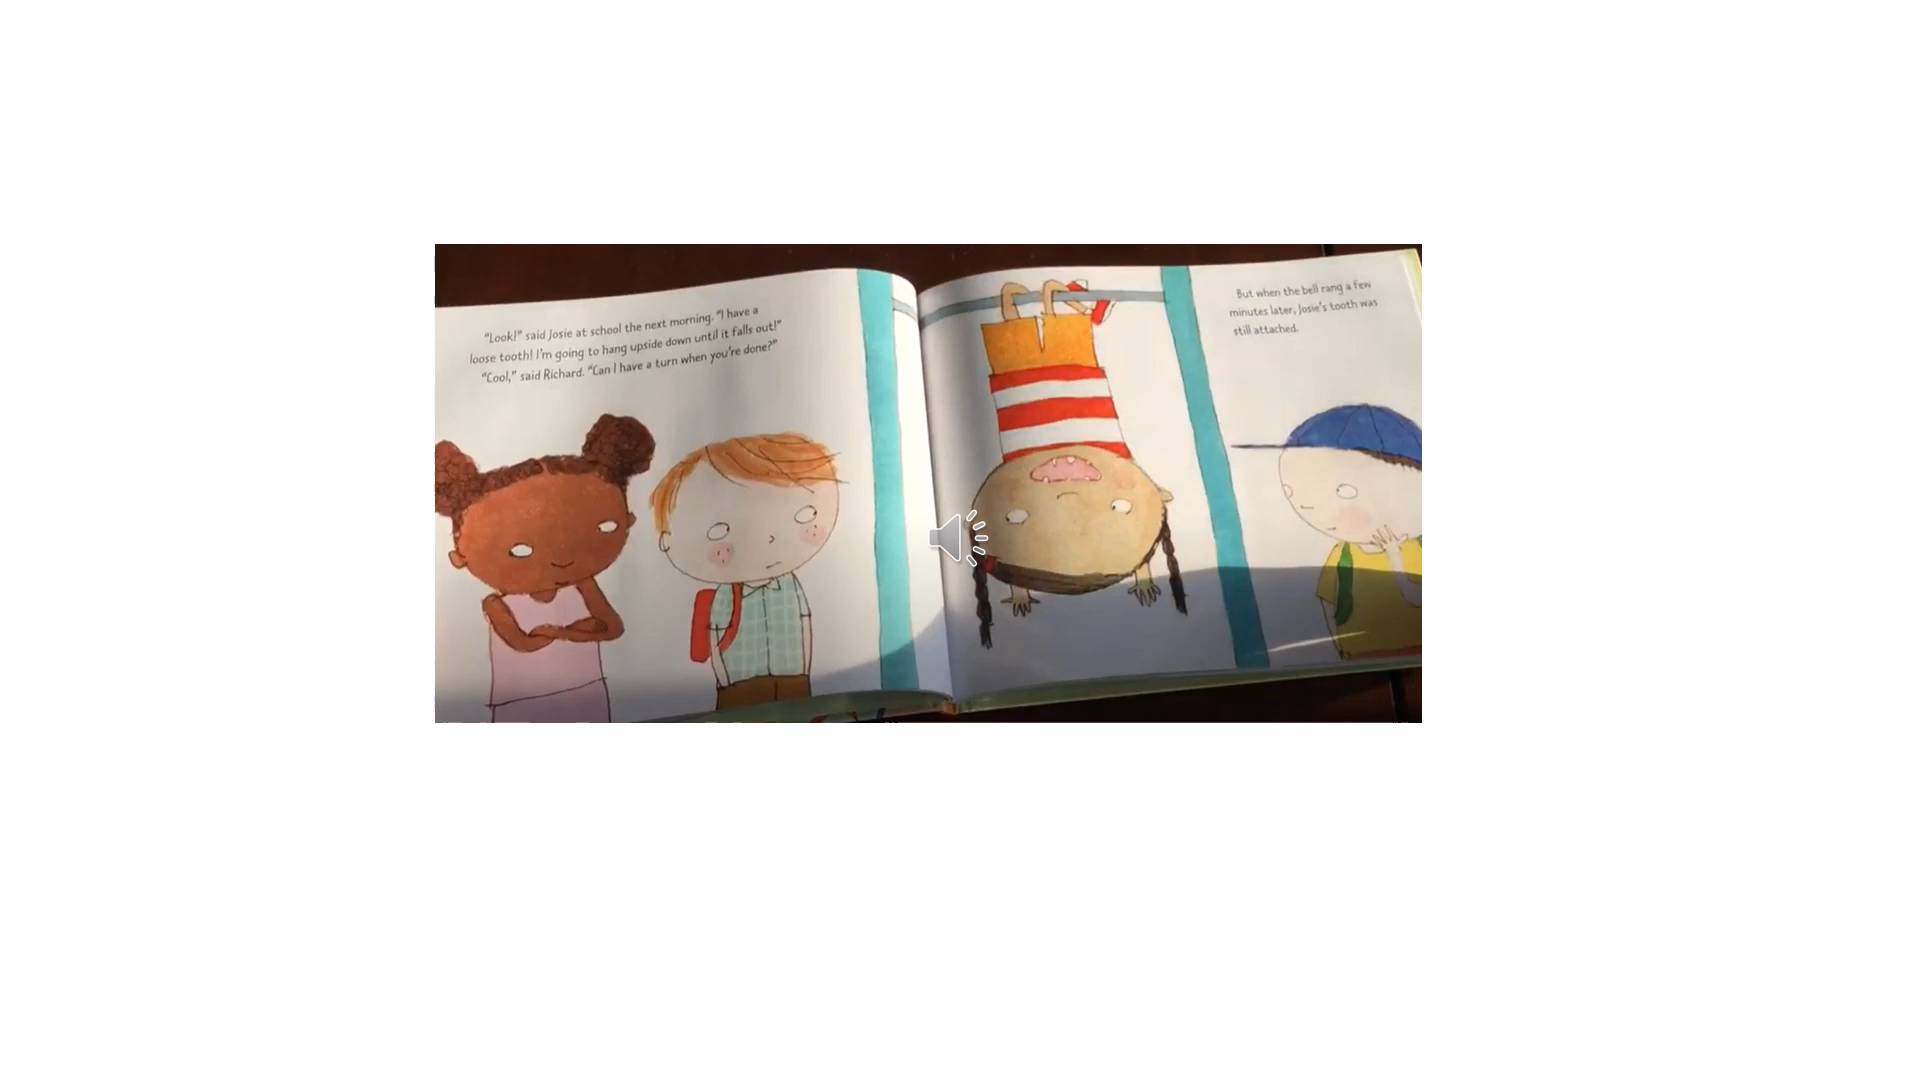 “Look!” said Josie at school the next morning. “I have a
loose tooth! I’m going to hang upside down until it falls out!”
“Cool,” said Richard. “Can I have a turn when you’re done?”
But when the bell rang a few
minutes later, Josie’s tooth was
still attached.